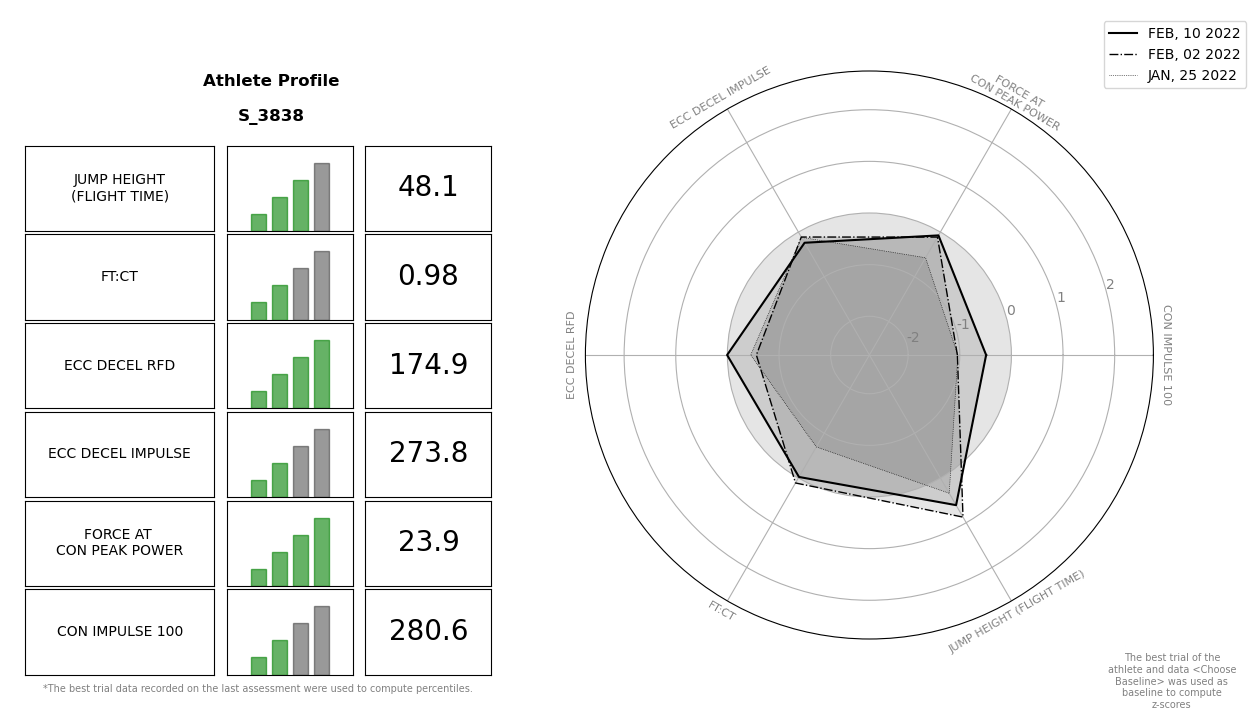 Athlete Profile
S_3838
JUMP HEIGHT
(FLIGHT TIME)
48.1
FT:CT
0.98
ECC DECEL RFD
174.9
ECC DECEL IMPULSE
273.8
FORCE AT
CON PEAK POWER
23.9
CON IMPULSE 100
280.6
*The best trial data recorded on the last assessment were used to compute percentiles.
FEB, 10 2022
FEB, 02 2022
JAN, 25 2022
ECC DECEL IMPULSE
FORCE AT
CON PEAK POWER
2
1
0
-1
-2
ECC DECEL RFD
CON IMPULSE 100
FT:CT
JUMP HEIGHT (FLIGHT TIME)
The best trial of the
athlete and data <Choose
Baseline> was used as
baseline to compute
z-scores